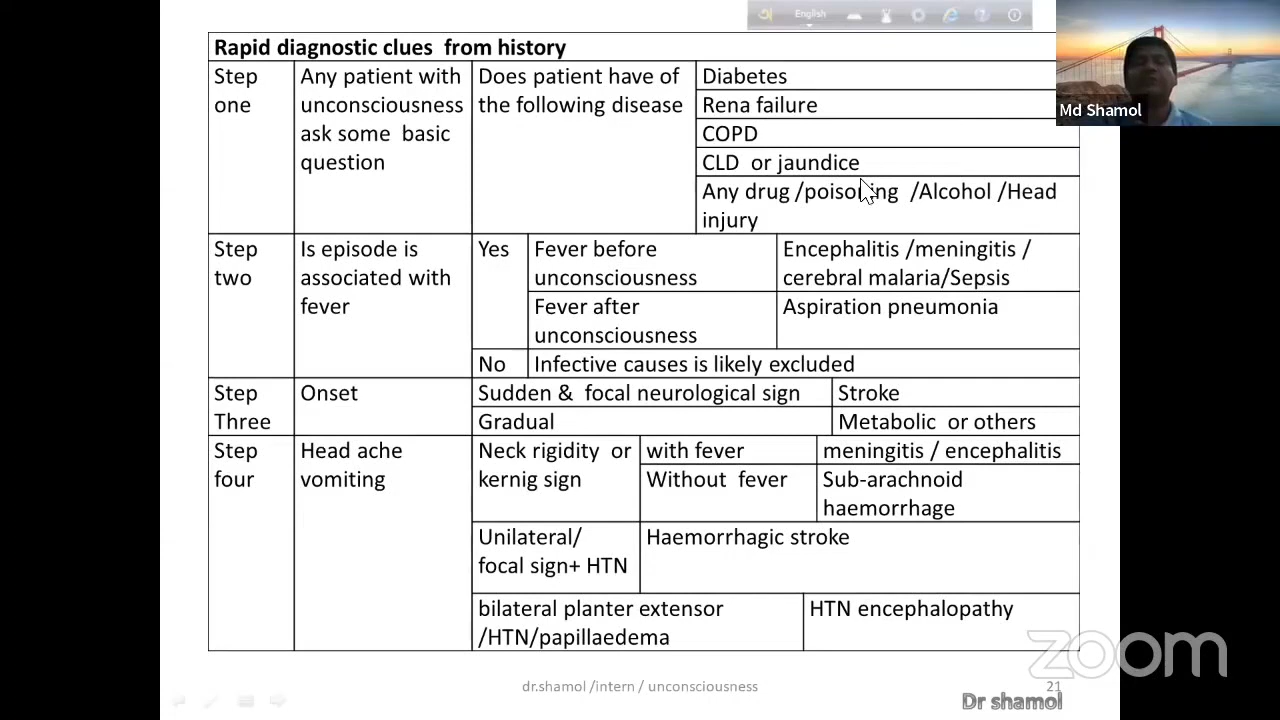 English
Md Shamol
Rapid diagnostic clues from history
Step one
Any patient with unconsciousness ask some basic question
Does patient have of the following disease
Diabetes
Rena failure
COPD
CLD or jaundice
Any drug /poisoning /Alcohol /Head injury
Step two
Is episode is associated with fever
Yes
Fever before unconsciousness
Encephalitis /meningitis / cerebral malaria/Sepsis
Fever after unconsciousness
Aspiration pneumonia
No
Infective causes is likely excluded
Step Three
Onset
Sudden & focal neurological sign
Stroke
Gradual
Metabolic or others
Step four
Head ache vomiting
Neck rigidity or kernig sign
with fever
meningitis / encephalitis
Without fever
Sub-arachnoid haemorrhage
Unilateral/ focal sign+ HTN
Haemorrhagic stroke
bilateral planter extensor /HTN/papillaedema
HTN encephalopathy
zoom
dr.shamol /intern / unconsciousness
21
Dr shamol